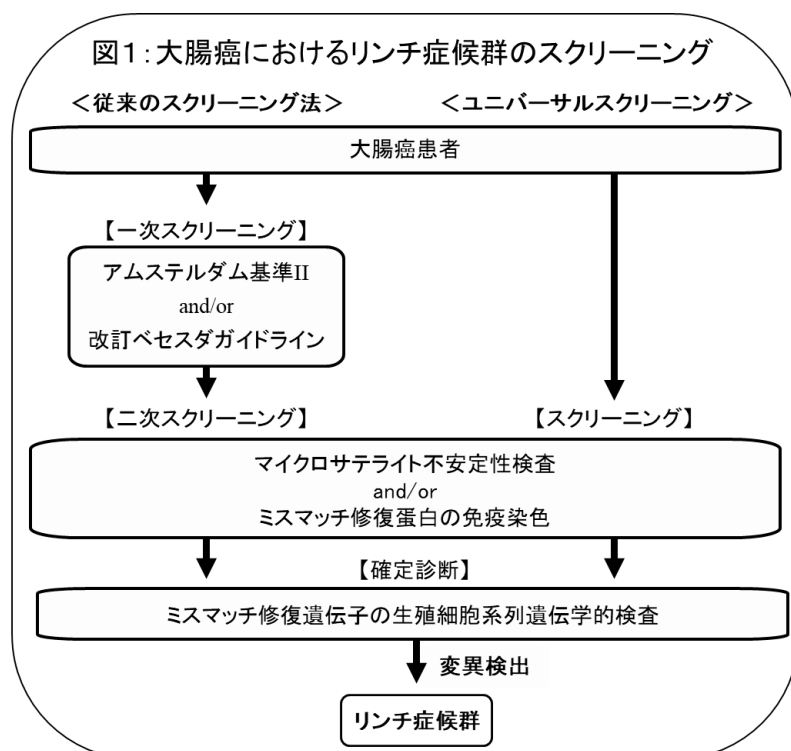 図1:大腸癌におけるリンチ症候群のスクリーニング
<従来のスクリーニング法>
<ユニバーサルスクリーニング>
大腸癌患者
【一次スクリーニング】
アムステルダム基準II
and/or
改訂ベセスダガイドライン
【二次スクリーニング】
【スクリーニング】
マイクロサテライト不安定性検査
and/or
ミスマッチ修復蛋白の免疫染色
【確定診断】
ミスマッチ修復遺伝子の生殖細胞系列遺伝学的検査
変異検出
リンチ症候群